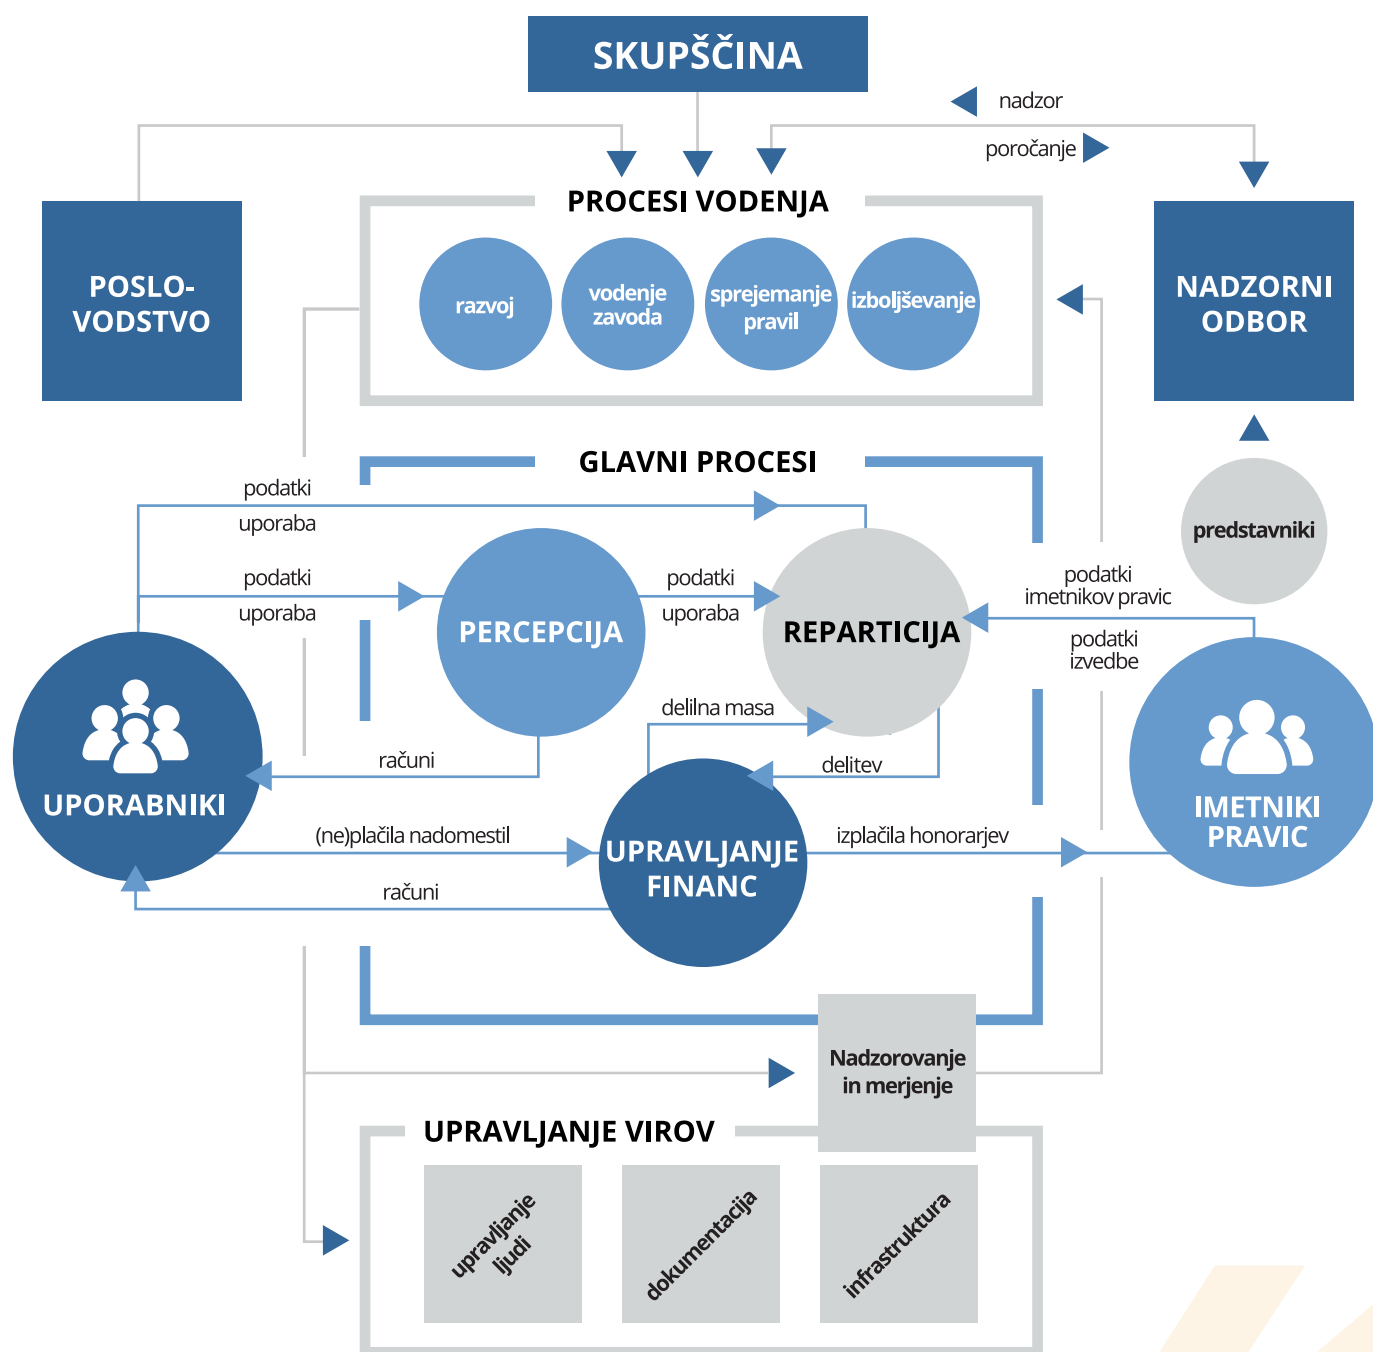 SKUPŠČINA
nadzor
poročanje
PROCESI VODENJA
POSLO-
VODSTVO
razvoj
vodenje
zavoda
sprejemanje
pravil
izboljševanje
NADZORNI
ODBOR
GLAVNI PROCESI
podatki
uporaba
predstavniki
podatki
uporaba
podatki
uporaba
podatki
imetnikov pravic
podatki
izvedbe
PERCEPCIJA
REPARTICIJA
delilna masa
delitev
računi
UPORABNIKI
IMETNIKI
PRAVIC
(ne)plačila nadomestil
UPRAVLJANJE
FINANC
izplačila honorarjev
računi
Nadzorovanje
in merjenje
UPRAVLJANJE VIROV
upravljanje
ljudi
dokumentacija
infrastruktura